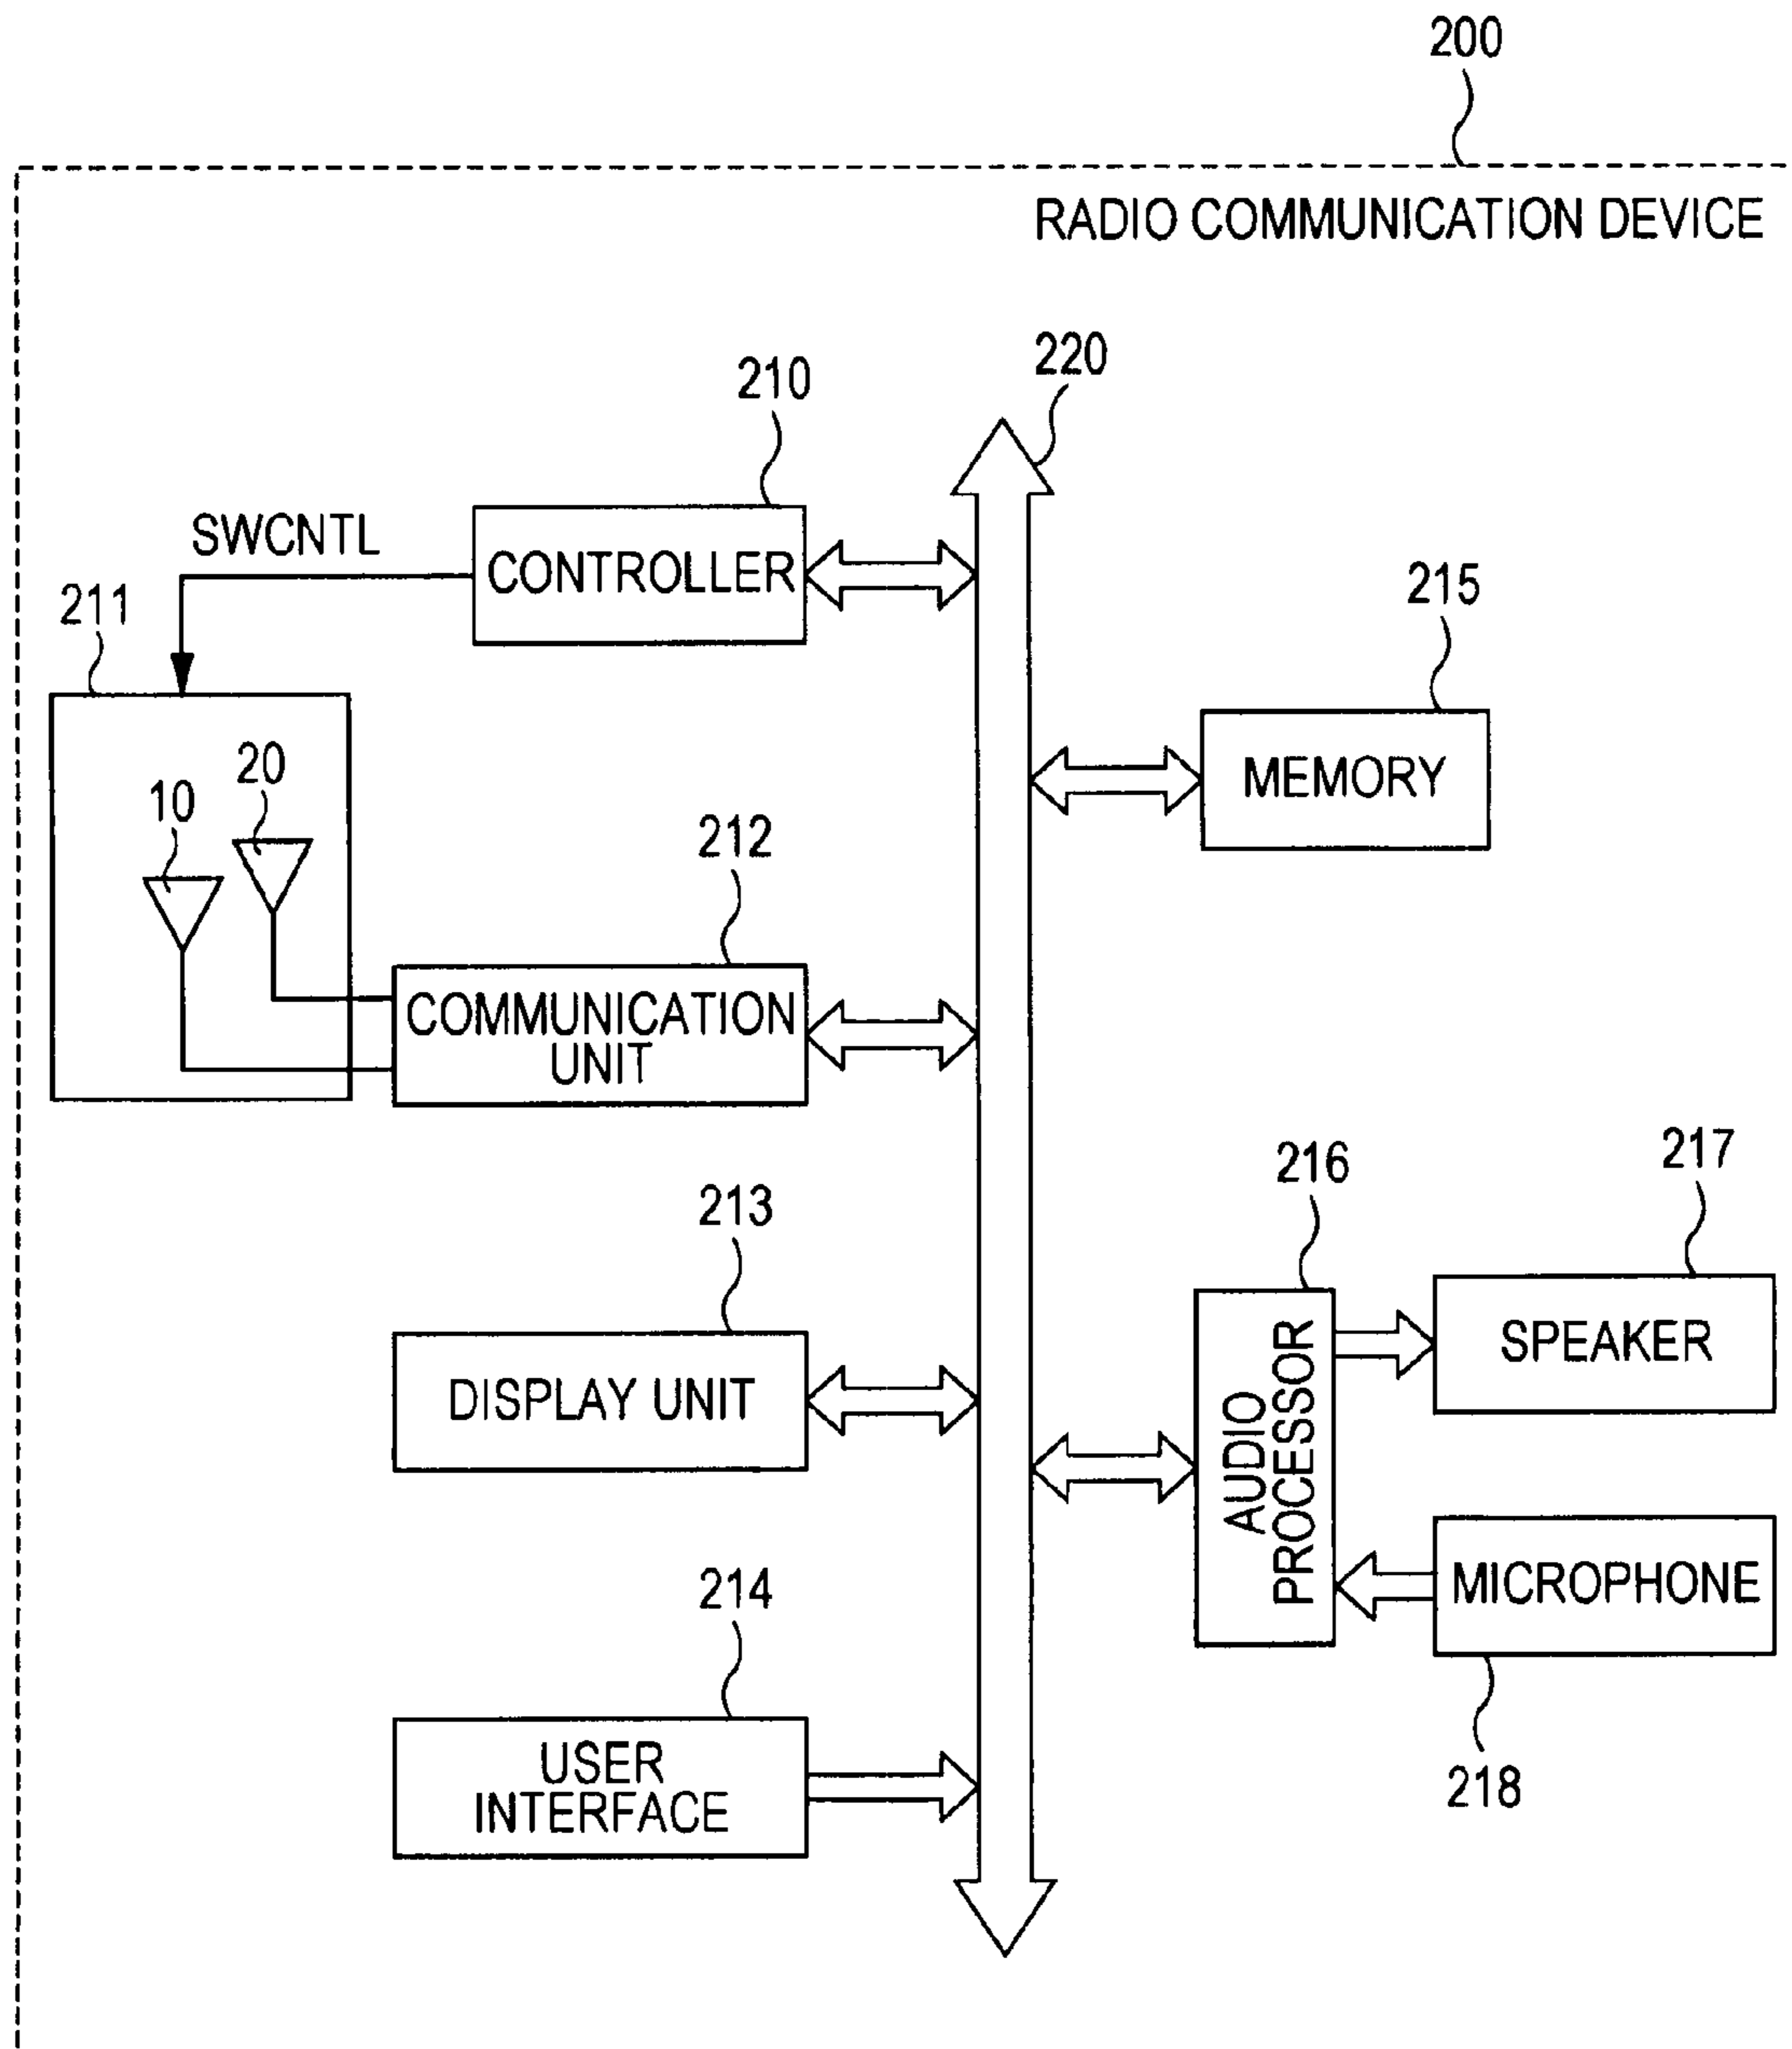 200
RADIO COMMUNICATION DEVICE
220
210
SWCNTL
CONTROLLER
211
215
MEMORY
20
10
212
COMMUNICATION
UNIT
213
DISPLAY UNIT
216
217
AUDIO
PROCESSOR
SPEAKER
MICROPHONE
218
214
USER
INTERFACE